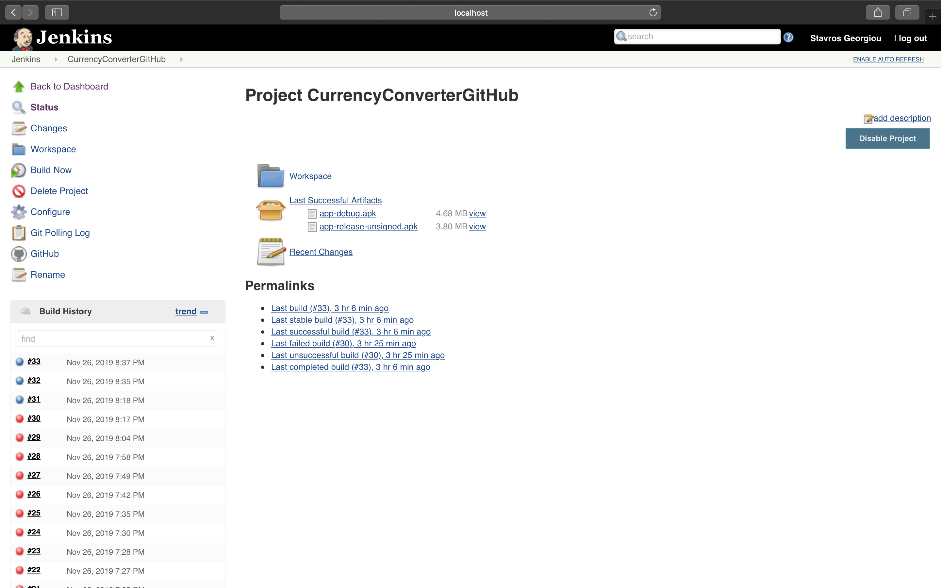 localhost
Jenkins
search
Stavros Georgiou
| log out
Jenkins
CurrencyConverterGitHub
ENABLE AUTO REFRESH
Back to Dashboard
Status
Changes
Workspace
Build Now
Delete Project
Configure
Git Polling Log
GitHub
Rename
Build History
trend
find
x
#33 Nov 26, 2019 8:37 PM
#32 Nov 26, 2019 8:35 PM
#31 Nov 26, 2019 8:18 PM
#30 Nov 26, 2019 8:17 PM
#29 Nov 26, 2019 8:04 PM
#28 Nov 26, 2019 7:58 PM
#27 Nov 26, 2019 7:49 PM
#26 Nov 26, 2019 7:42 PM
#25 Nov 26, 2019 7:35 PM
#24 Nov 26, 2019 7:30 PM
#23 Nov 26, 2019 7:28 PM
#22 Nov 26, 2019 7:27 PM
Project CurrencyConverterGitHub
add description
Disable Project
Workspace
Last Successful Artifacts
app-debug.apk 4.68 MB view
app-release-unsigned.apk 3.80 MB view
Recent Changes
Permalinks
Last build (#33), 3 hr 6 min ago
Last stable build (#33), 3 hr 6 min ago
Last successful build (#33), 3 hr 6 min ago
Last failed build (#30), 3 hr 25 min ago
Last unsuccessful build (#30), 3 hr 25 min ago
Last completed build (#33), 3 hr 6 min ago